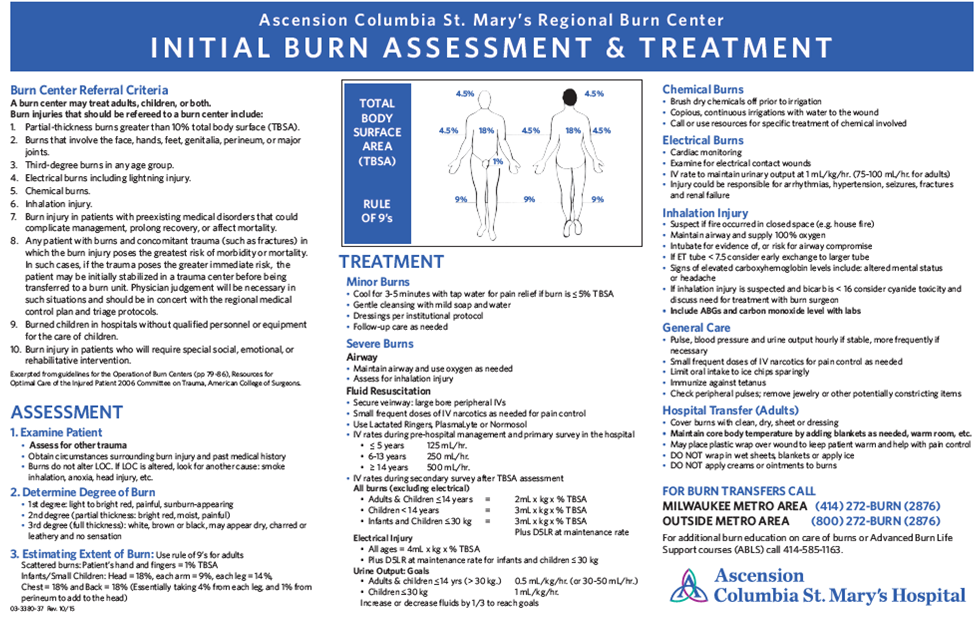 Ascension Columbia St. Mary's Regional Burn Center
INITIAL BURN ASSESSMENT & TREATMENT
Burn Center Referral Criteria
A burn center may treat adults, children, or both.
Burn injuries that should be refereed to a burn center include:
1. Partial-thickness burns greater than 10% total body surface (TBSA).
2. Burns that involve the face, hands, feet, genitalia, perineum, or major
joints.
3. Third-degree burns in any age group.
4. Electrical burns including lightning injury.
5. Chemical burns.
6. Inhalation injury.
7. Burn injury in patients with preexisting medical disorders that could
complicate management, prolong recovery, or affect mortality.
8. Any patient with burns and concomitant trauma (such as fractures) in
which the burn injury poses the greatest risk of morbidity or mortality.
In such cases, if the trauma poses the greater immediate risk, the
patient may be initially stabilized in a trauma center before being
transferred to a burn unit. Physician judgement will be necessary in
such situations and should be in concert with the regional medical
control plan and triage protocols.
9. Burned children in hospitals without qualified personnel or equipment
for the care of children.
10. Burn injury in patients who will require special social, emotional, or
rehabilitative intervention.
Excerpted from guidelines for the Operation of Burn Centers (pp 79-86), Resources for
Optimal Care of the Injured Patient 2006 Committee on Trauma, American College of Surgeons.
ASSESSMENT
1. Examine Patient
• Assess for other trauma
• Obtain circumstances surrounding burn injury and past medical history
• Burns do not alter LOC. If LOC is altered, look for another cause: smoke
inhalation, anoxia, head injury, etc.
2. Determine Degree of Burn
• 1st degree: light to bright red, painful, sunburn-appearing
• 2nd degree (partial thickness: bright red, moist, painful)
• 3rd degree (full thickness): white, brown or black, may appear dry, charred or
leathery and no sensation
3. Estimating Extent of Burn: Use rule of 9's for adults
Scattered burns: Patient's hand and fingers = 1% TBSA
Infants/Small Children: Head = 18%, each arm = 9%, each leg = 14%,
Chest = 18% and Back = 18% (Essentially taking 4% from each leg, and 1% from
perineum to add to the head)
03-3380-37 Rev. 10/15
TOTAL
BODY
SURFACE
AREA
(TBSA)
RULE
OF 9's
4.5% 4.5%
4.5% 18% 4.5% 18% 4.5%
1%
9% 9% 9%
TREATMENT
Minor Burns
• Cool for 3-5 minutes with tap water for pain relief if burn is ≤ 5% TBSA
• Gentle cleansing with mild soap and water
• Dressings per institutional protocol
• Follow-up care as needed
Severe Burns
Airway
• Maintain airway and use oxygen as needed
• Assess for inhalation injury
Fluid Resuscitation
• Secure veinway: large bore peripheral IVs
• Small frequent doses of IV narcotics as needed for pain control
• Use Lactated Ringers, PlasmaLyte or Normosol
• IV rates during pre-hospital management and primary survey in the hospital
• ≤ 5 years 125 mL/hr.
• 6-13 years 250 mL/hr.
• ≥ 14 years 500 mL/hr.
• IV rates during secondary survey after TBSA assessment
All burns (excluding electrical)
• Adults & Children ≤14 years = 2mL x kg x % TBSA
• Children < 14 years = 3mL x kg x % TBSA
• Infants and Children ≤30 kg = 3mL x kg x % TBSA
Plus D5LR at maintenance rate
Electrical Injury
• All ages = 4mL x kg x % TBSA
• Plus D5LR at maintenance rate for infants and children ≤ 30 kg
Urine Output: Goals
• Adults & children ≤14 yrs (> 30 kg.) 0.5 mL/kg/hr. (or 30-50 mL/hr.)
• Children ≤30 kg 1 mL/kg/hr.
Increase or decrease fluids by 1/3 to reach goals
Chemical Burns
• Brush dry chemicals off prior to irrigation
• Copious, continuous irrigations with water to the wound
• Call or use resources for specific treatment of chemical involved
Electrical Burns
• Cardiac monitoring
• Examine for electrical contact wounds
• IV rate to maintain urinary output at 1 mL/kg/hr. (75-100 mL/hr. for adults)
• Injury could be responsible for arrhythmias, hypertension, seizures, fractures
and renal failure
Inhalation Injury
• Suspect if fire occurred in closed space (e.g. house fire)
• Maintain airway and supply 100% oxygen
• Intubate for evidence of, or risk for airway compromise
• If ET tube < 7.5 consider early exchange to larger tube
• Signs of elevated carboxyhemoglobin levels include: altered mental status
or headache
• If inhalation injury is suspected and bicarb is < 16 consider cyanide toxicity and
discuss need for treatment with burn surgeon
• Include ABGs and carbon monoxide level with labs
General Care
• Pulse, blood pressure and urine output hourly if stable, more frequently if
necessary
• Small frequent doses of IV narcotics for pain control as needed
• Limit oral intake to ice chips sparingly
• Immunize against tetanus
• Check peripheral pulses; remove jewelry or other potentially constricting items
Hospital Transfer (Adults)
• Cover burns with clean, dry, sheet or dressing
• Maintain core body temperature by adding blankets as needed, warm room, etc.
• May place plastic wrap over wound to keep patient warm and help with pain control
• DO NOT wrap in wet sheets, blankets or apply ice
• DO NOT apply creams or ointments to burns
FOR BURN TRANSFERS CALL
MILWAUKEE METRO AREA (414) 272-BURN (2876)
OUTSIDE METRO AREA (800) 272-BURN (2876)
For additional burn education on care of burns or Advanced Burn Life
Support courses (ABLS) call 414-585-1163.
Ascension
Columbia St. Mary's Hospital